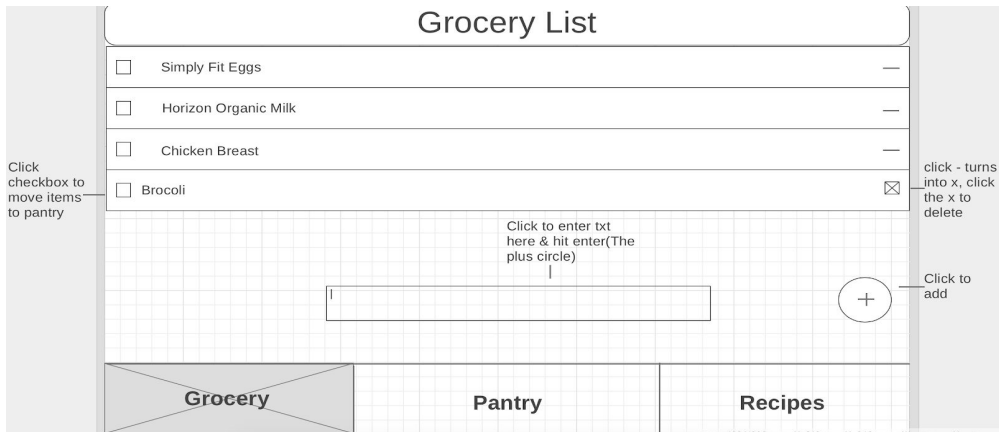 Grocery List
Simply Fit Eggs
—
Horizon Organic Milk
—
Chicken Breast
—
Brocoli
Click
checkbox to
move items
to pantry
click - turns
into x, click
the x to
delete
Click to enter txt
here & hit enter(The
plus circle)
+
Click to
add
Grocery
Pantry
Recipes